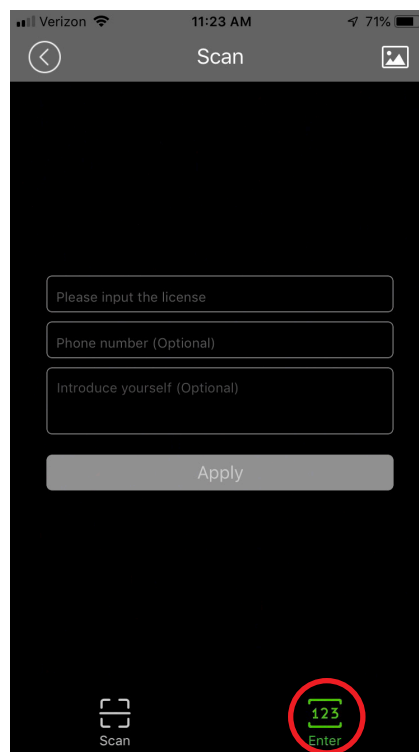 Verizon 11:23 AM 71%
Scan
Please input the license
Phone number (Optional)
Introduce yourself (Optional)
Apply
123
Scan Enter